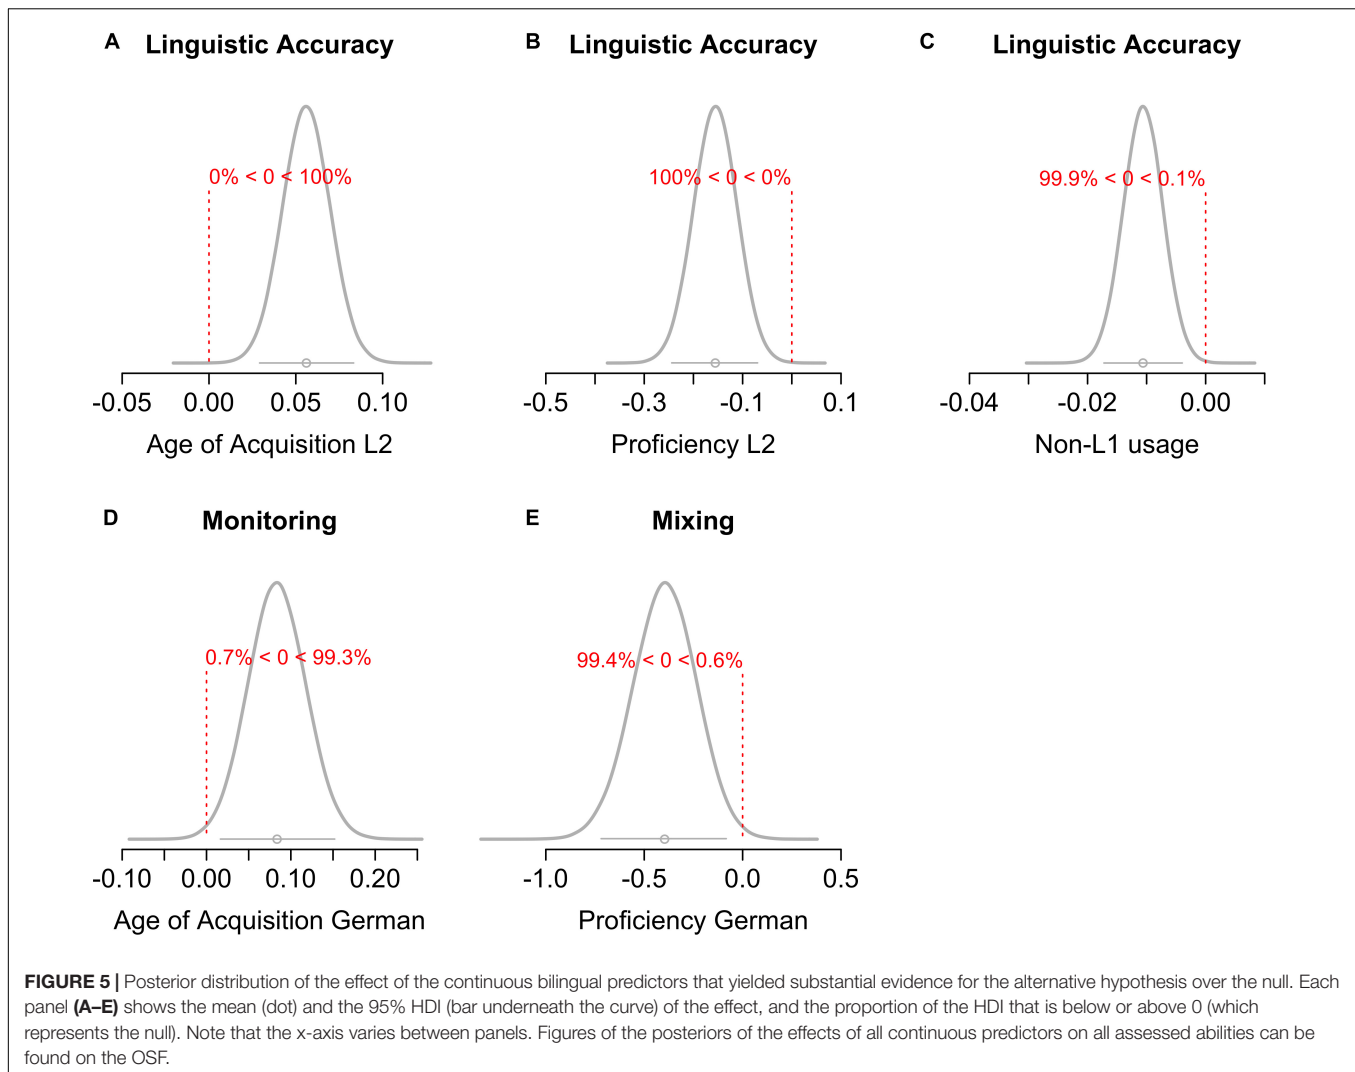 A Linguistic Accuracy
0% < 0 < 100%
-0.05 0.00 0.05 0.10
Age of Acquisition L2
B Linguistic Accuracy
100% < 0 < 0%
-0.5 -0.3 -0.1 0.1
Proficiency L2
C Linguistic Accuracy
99.9% < 0 < 0.1%
-0.04 -0.02 0.00
Non-L1 usage
D Monitoring
0.7% < 0 < 99.3%
-0.10 0.00 0.10 0.20
Age of Acquisition German
E Mixing
99.4% < 0 < 0.6%
-1.0 -0.5 0.0 0.5
Proficiency German
FIGURE 5 | Posterior distribution of the effect of the continuous bilingual predictors that yielded substantial evidence for the alternative hypothesis over the null. Each
panel (A–E) shows the mean (dot) and the 95% HDI (bar underneath the curve) of the effect, and the proportion of the HDI that is below or above 0 (which
represents the null). Note that the x-axis varies between panels. Figures of the posteriors of the effects of all continuous predictors on all assessed abilities can be
found on the OSF.